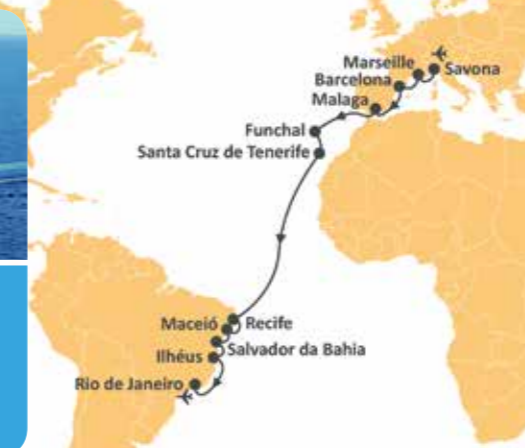 Marseille
Savona
Barcelona
Malaga
Funchal
Santa Cruz de Tenerife
Maceió
Recife
Salvador da Bahia
Ilhéus
Rio de Janeiro